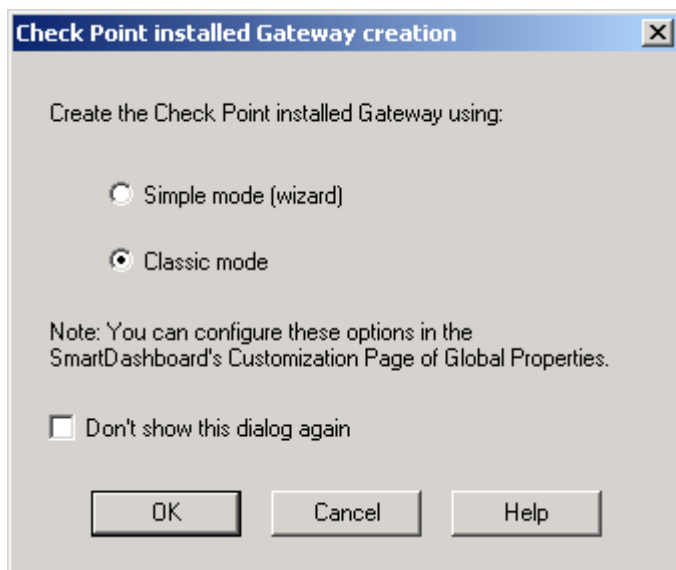 Check Point installed Gateway creation
Create the Check Point installed Gateway using:
Simple mode (wizard)
Classic mode
Note: You can configure these options in the
SmartDashboard's Customization Page of Global Properties.
Don't show this dialog again
OK Cancel Help